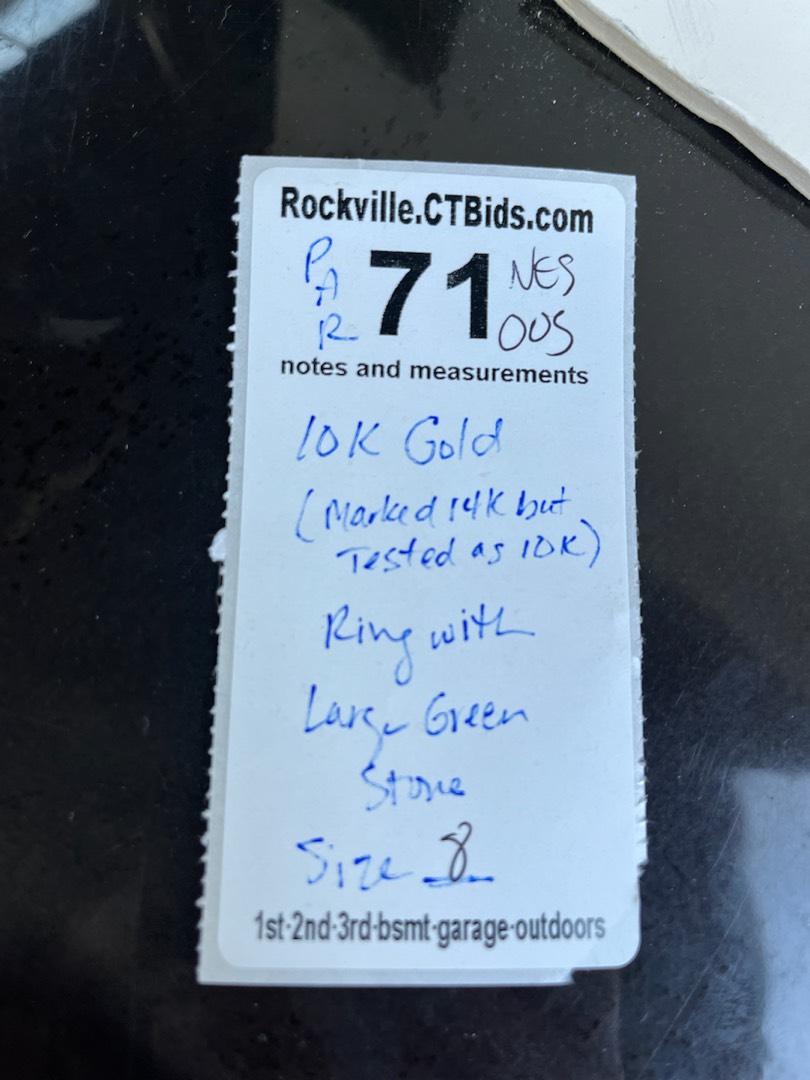 Rockville.CTBids.com
PAR 71 NES
OOS
notes and measurements
10K Gold
(Marked 14K but
Tested as 10K)
Ring with
Large Green
Stone
Size 8
1st-2nd-3rd-bsmt-garage-outdoors